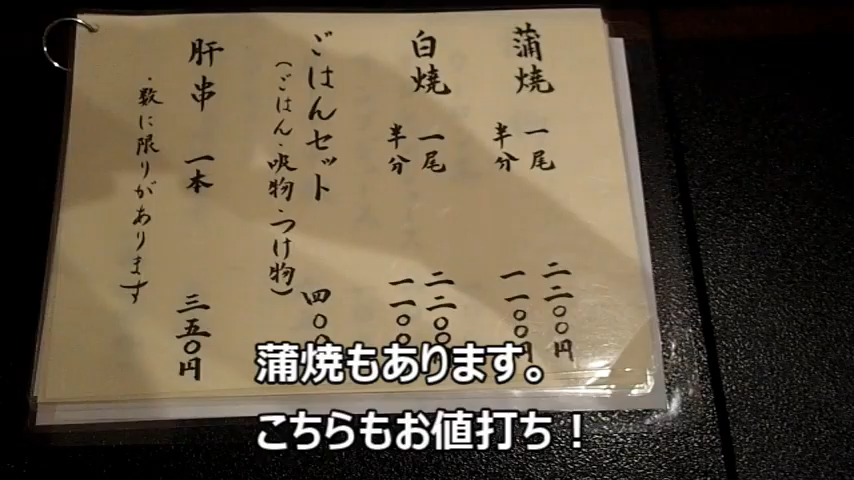 蒲焼 一尾 二二〇〇円
半分 一一〇〇円
白焼 一尾 二二〇〇
半分 一一〇〇
ごはんセット 四〇
(ごはん・吸物・つけ物)
肝串 一本 三五〇円
・数に限りがあります
蒲焼もあります。
こちらもお値打ち!